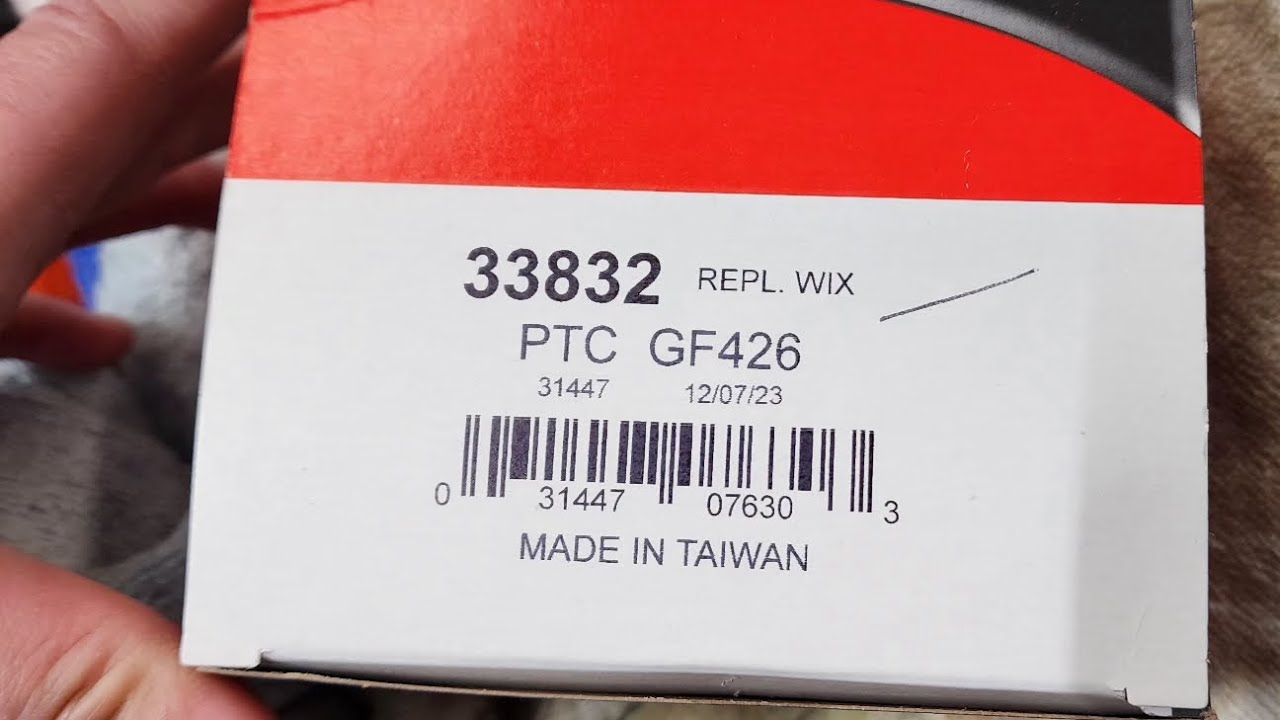 33832 REPL. WIX
PTC GF426
31447 12/07/23
0 31447 07630 3
MADE IN TAIWAN